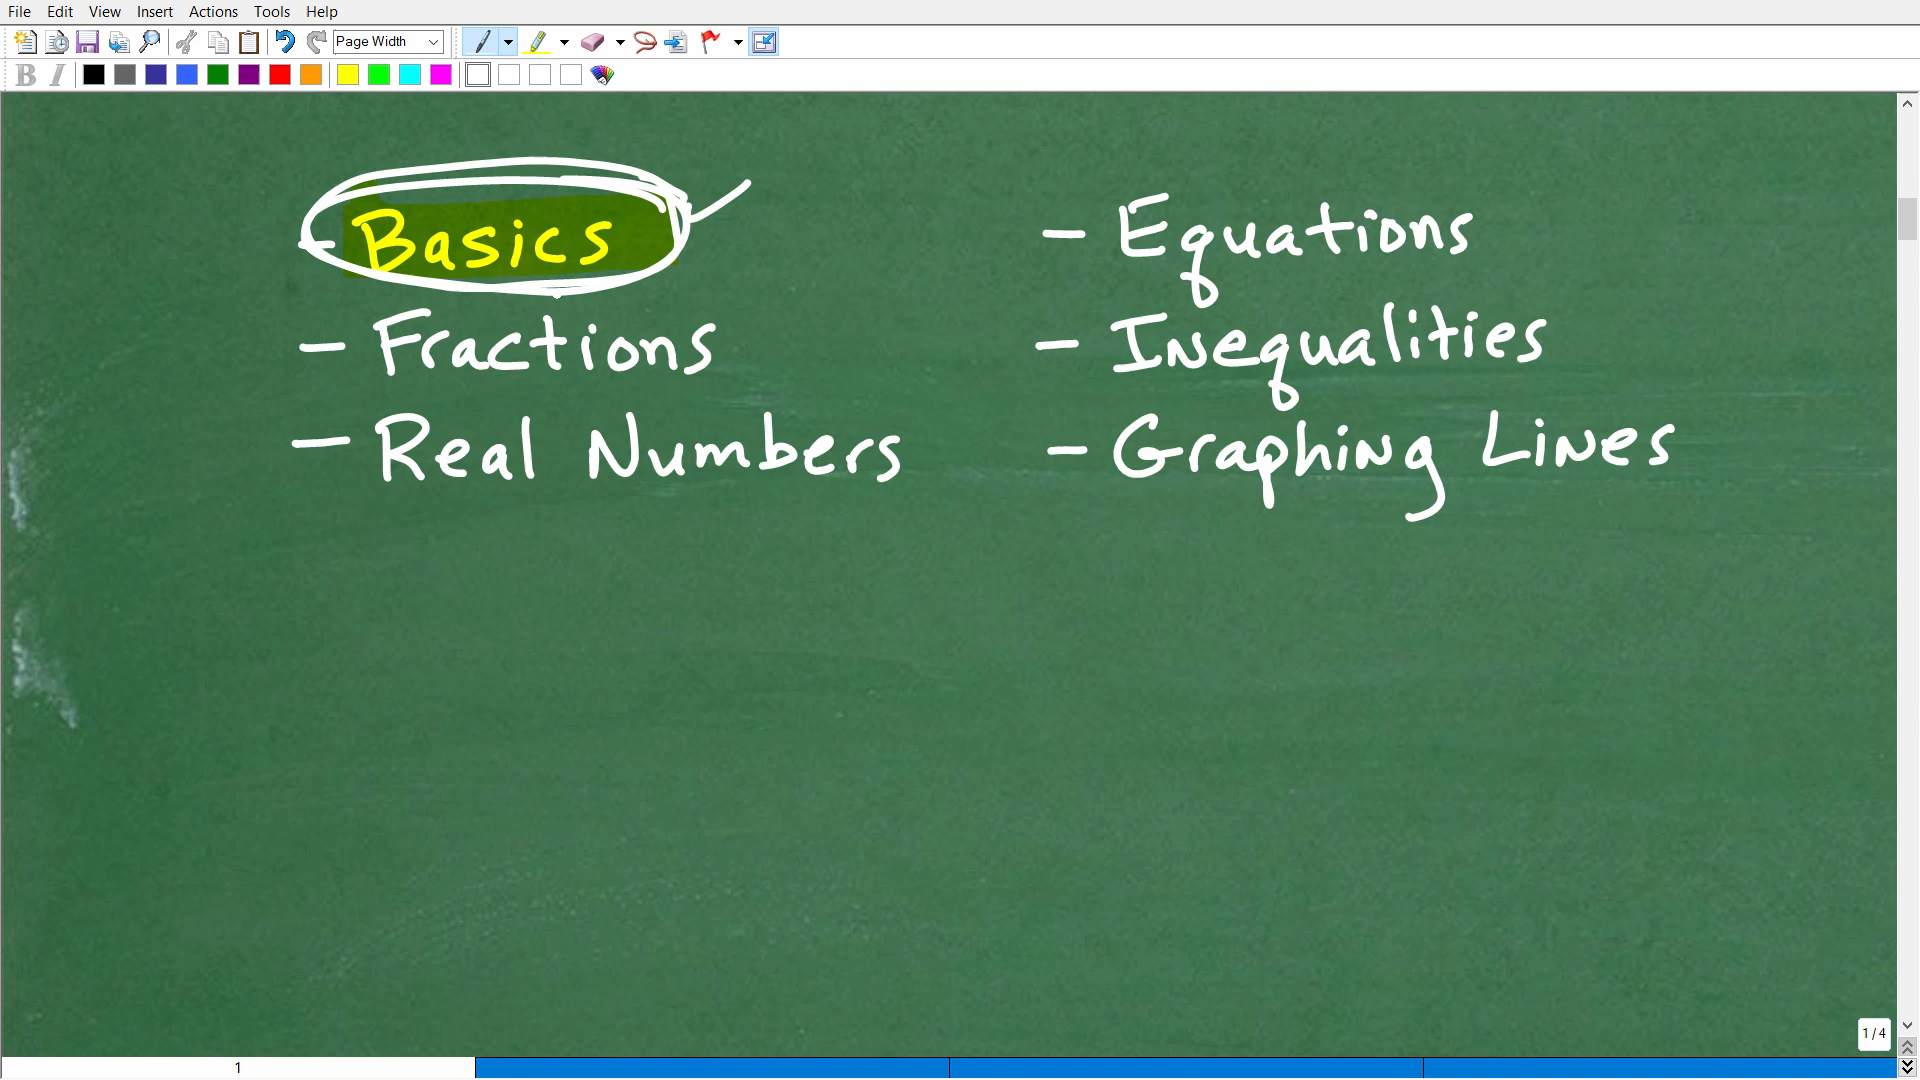 File Edit View Insert Actions Tools Help
Page Width
B I
- Basics
- Fractions
- Real Numbers
- Equations
- Inequalities
- Graphing Lines
1 / 4
1